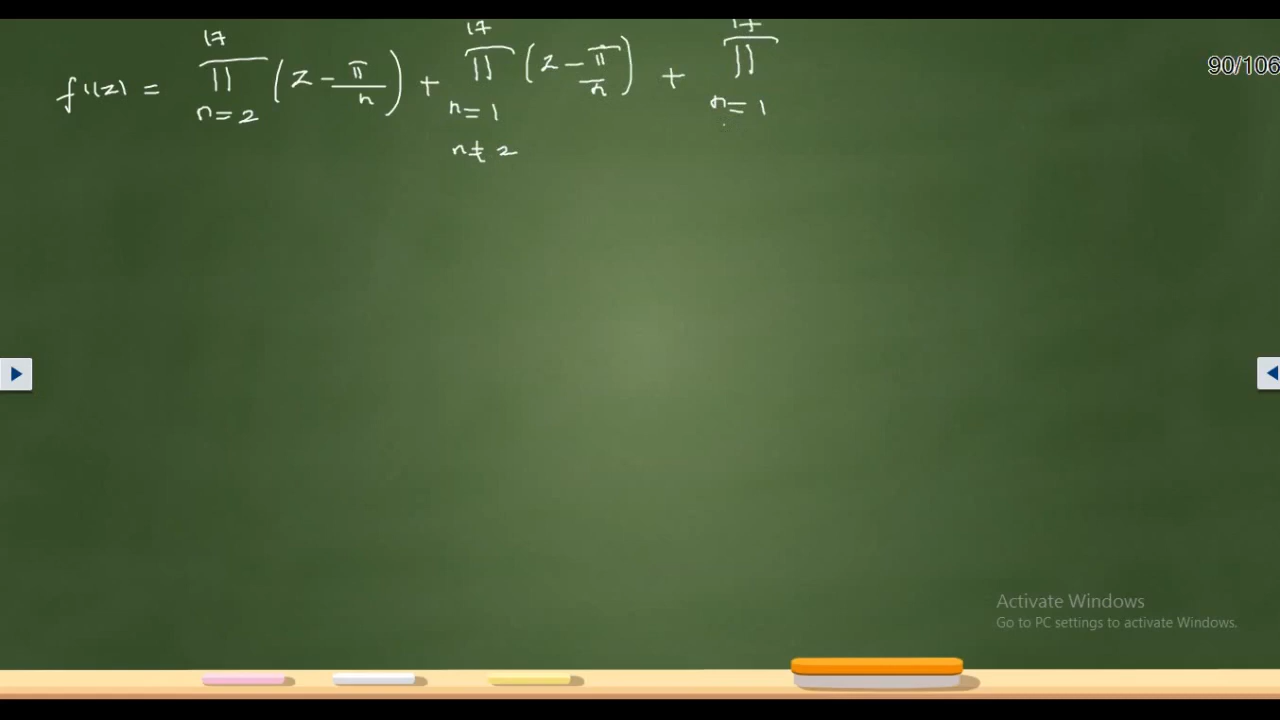 f'(z) = ∏_{n=2}^{17} (z − π/n) + ∏_{n=1, n≠2}^{17} (z − π/n) + ∏_{n=1}^{17}
90/106
Activate Windows
Go to PC settings to activate Windows.